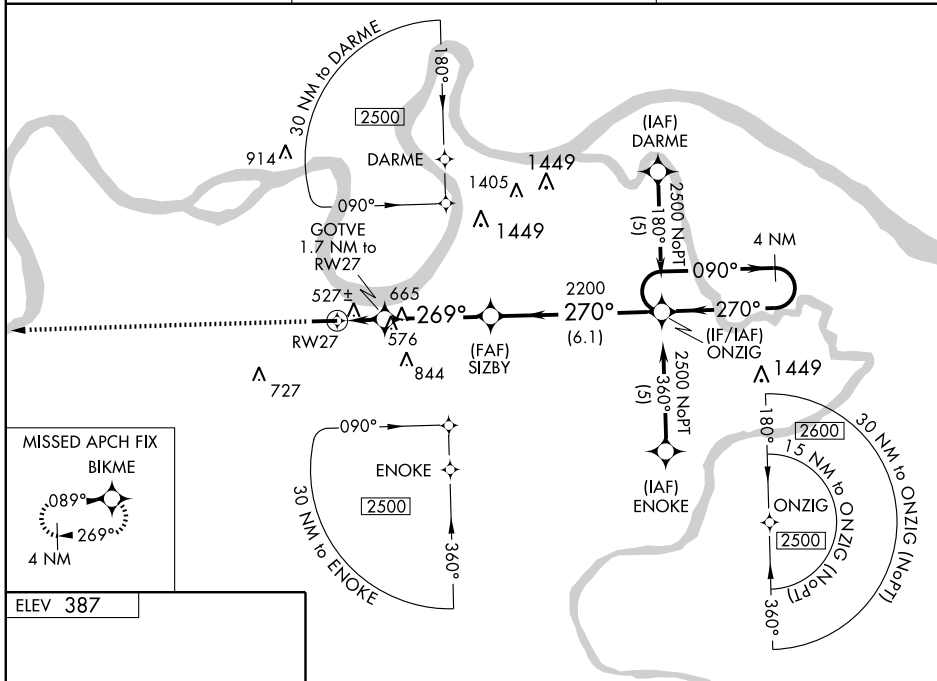 30 NM to DARME
180°
2500
DARME
090°
914
1405
1449
1449
(IAF)
DARME
2500 NoPT
180°
(5)
4 NM
090°
270°
(IF/IAF)
ONZIG
GOTVE
1.7 NM to
RW27
527±
665
269°
576
RW27
844
727
(FAF)
SIZBY
2200
270°
(6.1)
2500 NoPT
360°
(5)
(IAF)
ENOKE
1449
MISSED APCH FIX
BIKME
089°
269°
4 NM
090°
ENOKE
2500
360°
30 NM to ENOKE
180°
2600
30 NM to ONZIG (NoPT)
15 NM to ONZIG (NoPT)
ONZIG
2500
360°
ELEV 387